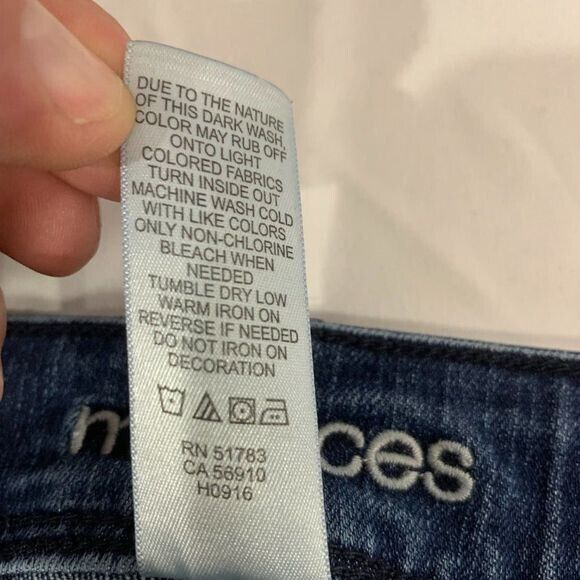 DUE TO THE NATURE
OF THIS DARK WASH,
COLOR MAY RUB OFF
ONTO LIGHT
COLORED FABRICS
TURN INSIDE OUT
MACHINE WASH COLD
WITH LIKE COLORS
ONLY NON-CHLORINE
BLEACH WHEN
NEEDED
TUMBLE DRY LOW
WARM IRON ON
REVERSE IF NEEDED
DO NOT IRON ON
DECORATION
RN 51783
CA 56910
H0916